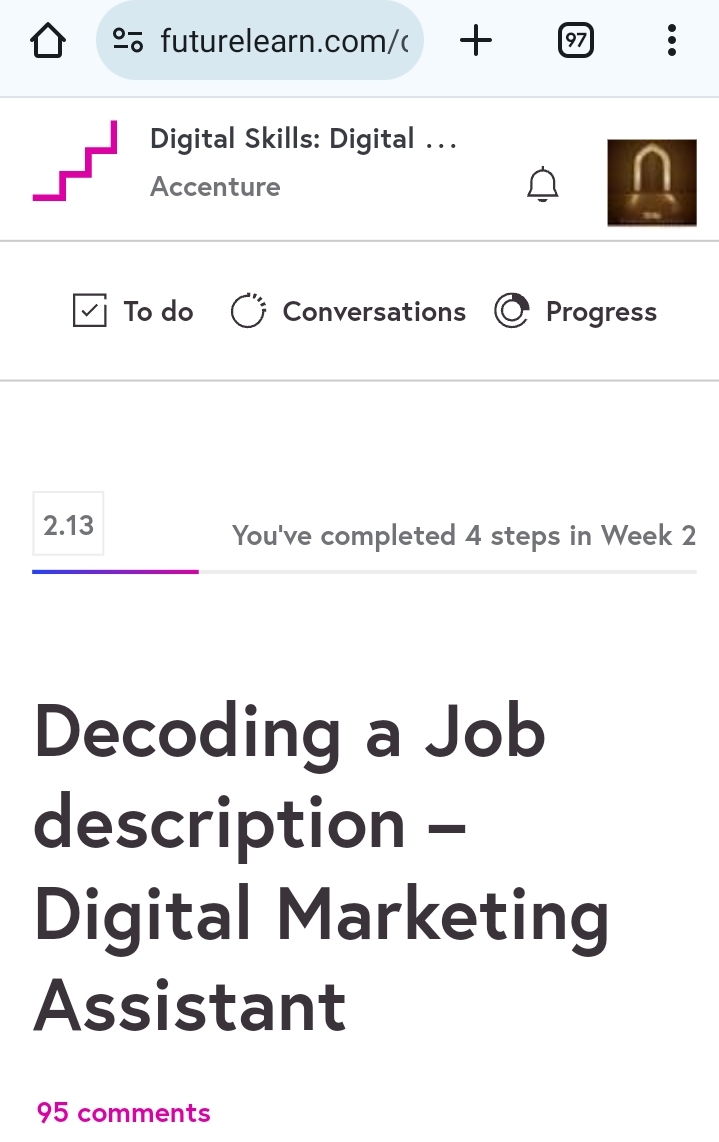 futurelearn.com/
97
Digital Skills: Digital ...
Accenture
To do
Conversations
Progress
2.13
You've completed 4 steps in Week 2
Decoding a Job
description –
Digital Marketing
Assistant
95 comments